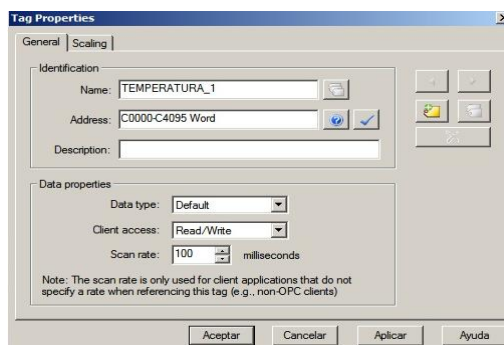 Tag Properties
General Scaling
Identification
Name: TEMPERATURA_1
Address: C0000-C4095 Word
Description:
Data properties
Data type: Default
Client access: Read/Write
Scan rate: 100 milliseconds
Note: The scan rate is only used for client applications that do not
specify a rate when referencing this tag (e.g., non-OPC clients)
Aceptar Cancelar Aplicar Ayuda